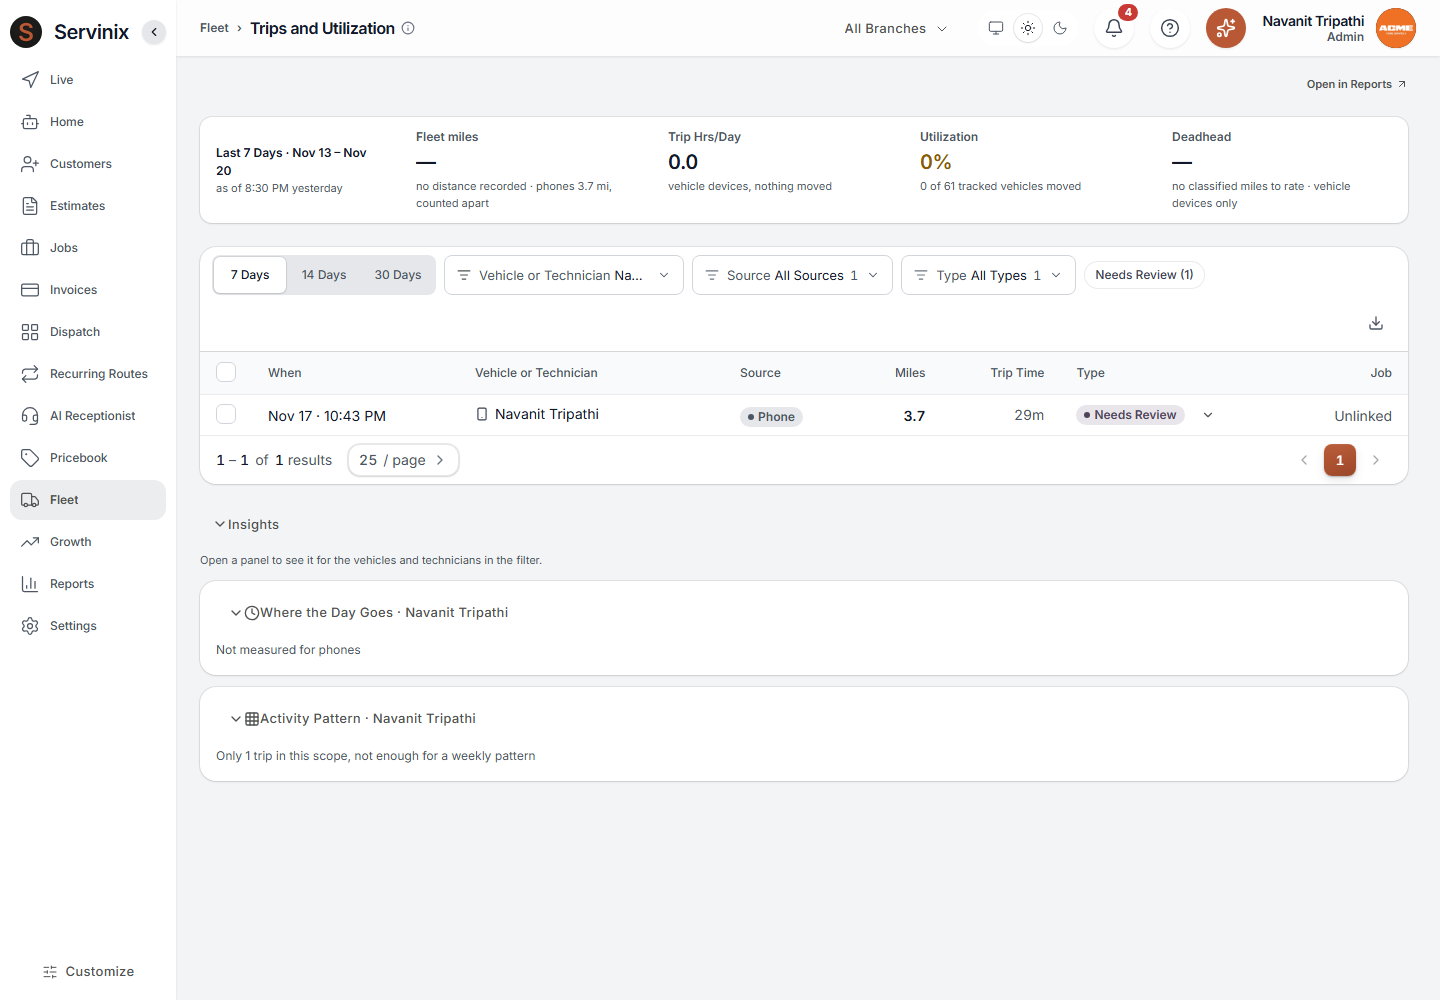 S Servinix
Fleet › Trips and Utilization
All Branches
4
Navanit Tripathi
Admin
ACME
Live
Home
Customers
Estimates
Jobs
Invoices
Dispatch
Recurring Routes
AI Receptionist
Pricebook
Fleet
Growth
Reports
Settings
Customize
Open in Reports
Last 7 Days · Nov 13 – Nov
20
as of 8:30 PM yesterday
Fleet miles
—
no distance recorded · phones 3.7 mi,
counted apart
Trip Hrs/Day
0.0
vehicle devices, nothing moved
Utilization
0%
0 of 61 tracked vehicles moved
Deadhead
—
no classified miles to rate · vehicle
devices only
7 Days 14 Days 30 Days Vehicle or Technician Na... Source All Sources 1 Type All Types 1 Needs Review (1)
When Vehicle or Technician Source Miles Trip Time Type Job
Nov 17 · 10:43 PM Navanit Tripathi Phone 3.7 29m Needs Review Unlinked
1 – 1 of 1 results 25 / page 1
Insights
Open a panel to see it for the vehicles and technicians in the filter.
Where the Day Goes · Navanit Tripathi
Not measured for phones
Activity Pattern · Navanit Tripathi
Only 1 trip in this scope, not enough for a weekly pattern